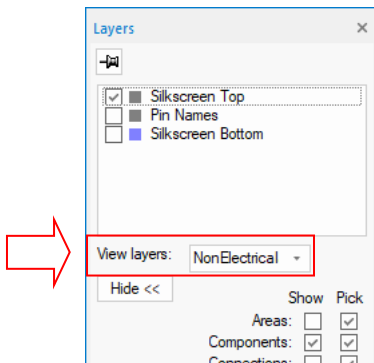 Layers
Silkscreen Top
Pin Names
Silkscreen Bottom
View layers: NonElectrical
Hide <<
Show Pick
Areas:
Components:
Connections: